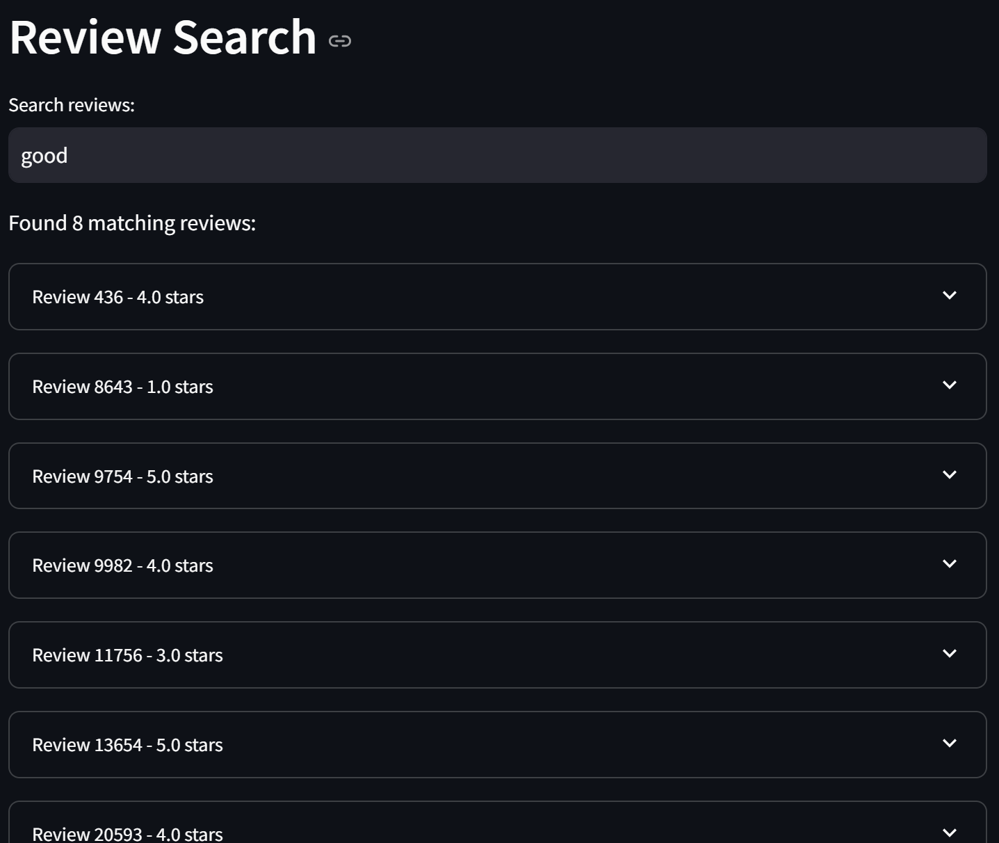 Review Search
Search reviews:
good
Found 8 matching reviews:
Review 436 - 4.0 stars
Review 8643 - 1.0 stars
Review 9754 - 5.0 stars
Review 9982 - 4.0 stars
Review 11756 - 3.0 stars
Review 13654 - 5.0 stars
Review 20593 - 4.0 stars